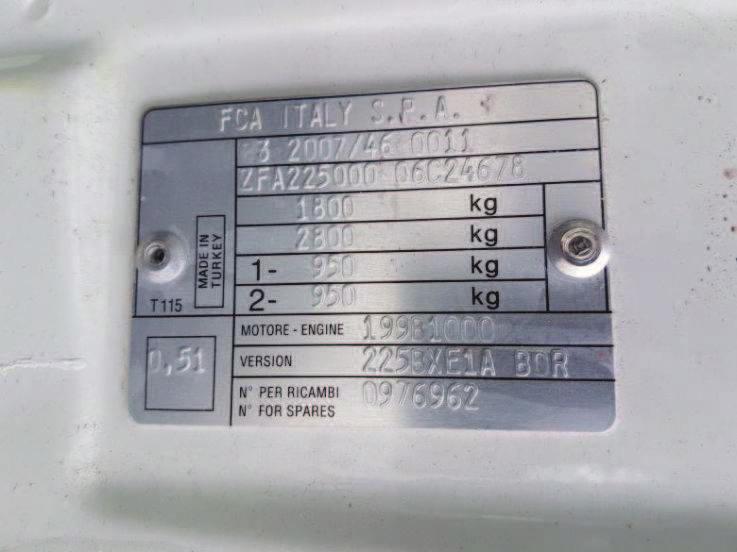 FCA ITALY S.P.A.
3 2007/46 0011
ZFA225000 06C24678
1800 kg
2800 kg
1- 950 kg
2- 950 kg
MADE IN
TURKEY
T115
0,51
MOTORE - ENGINE 199B1000
VERSION 225BXE1A BDR
N° PER RICAMBI
N° FOR SPARES
0976962